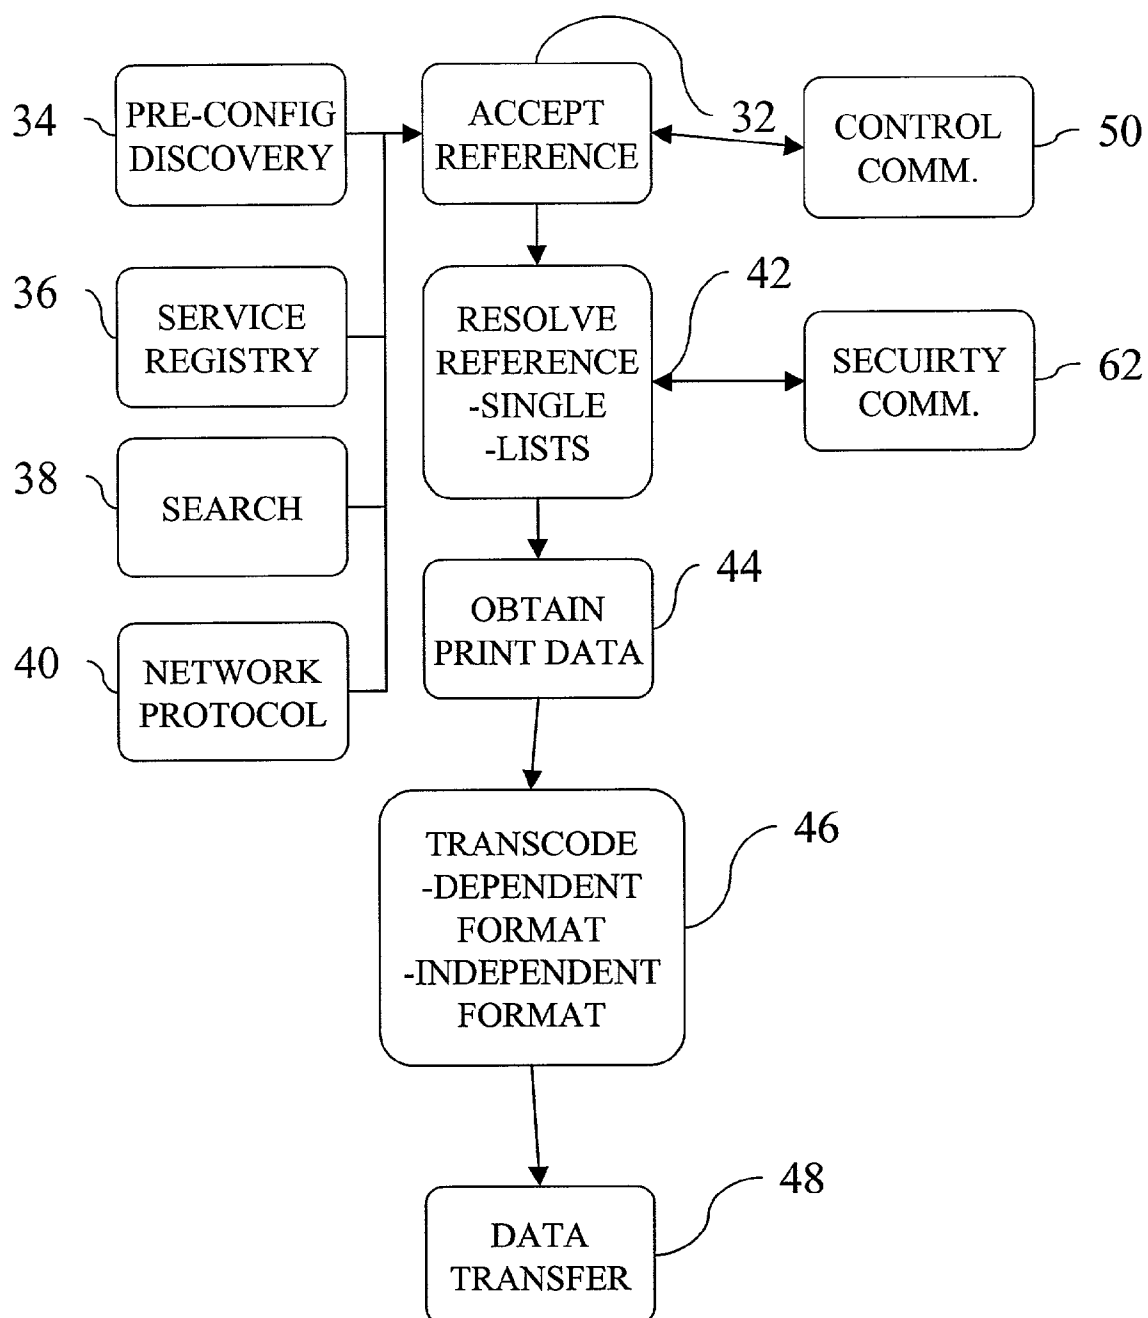 34
PRE-CONFIG
DISCOVERY
ACCEPT
REFERENCE
32
CONTROL
COMM.
50
36
SERVICE
REGISTRY
RESOLVE
REFERENCE
-SINGLE
-LISTS
42
SECUIRTY
COMM.
62
38
SEARCH
40
NETWORK
PROTOCOL
OBTAIN
PRINT DATA
44
TRANSCODE
-DEPENDENT
FORMAT
-INDEPENDENT
FORMAT
46
DATA
TRANSFER
48